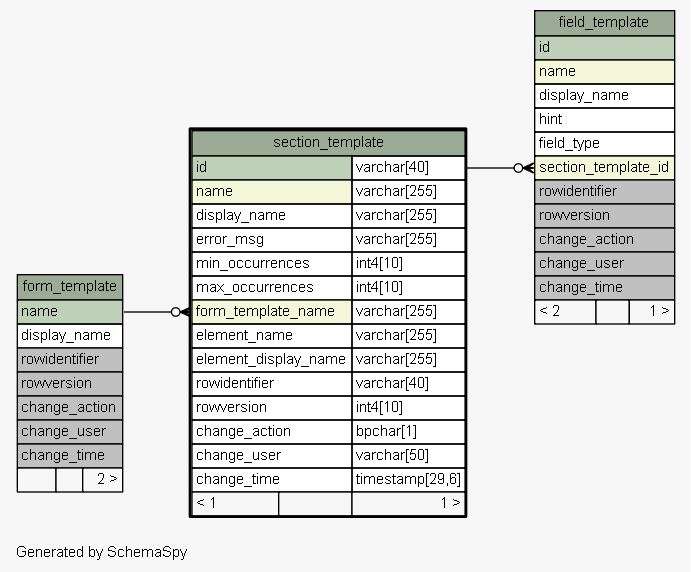 form_template
name
display_name
rowidentifier
rowversion
change_action
change_user
change_time
2 >
section_template
id varchar[40]
name varchar[255]
display_name varchar[255]
error_msg varchar[255]
min_occurrences int4[10]
max_occurrences int4[10]
form_template_name varchar[255]
element_name varchar[255]
element_display_name varchar[255]
rowidentifier varchar[40]
rowversion int4[10]
change_action bpchar[1]
change_user varchar[50]
change_time timestamp[29,6]
< 1 1 >
field_template
id
name
display_name
hint
field_type
section_template_id
rowidentifier
rowversion
change_action
change_user
change_time
< 2 1 >
Generated by SchemaSpy